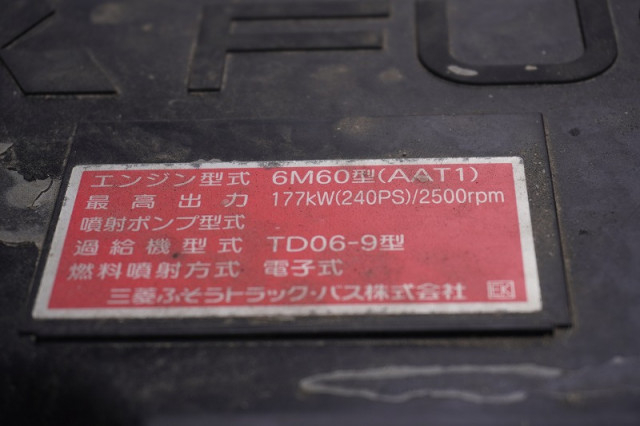 K FU
エンジン型式 6M60型(AAT1)
最高出力 177kW(240PS)/2500rpm
噴射ポンプ型式
過給機型式 TD06-9型
燃料噴射方式 電子式
三菱ふそうトラック・バス株式会社 EK